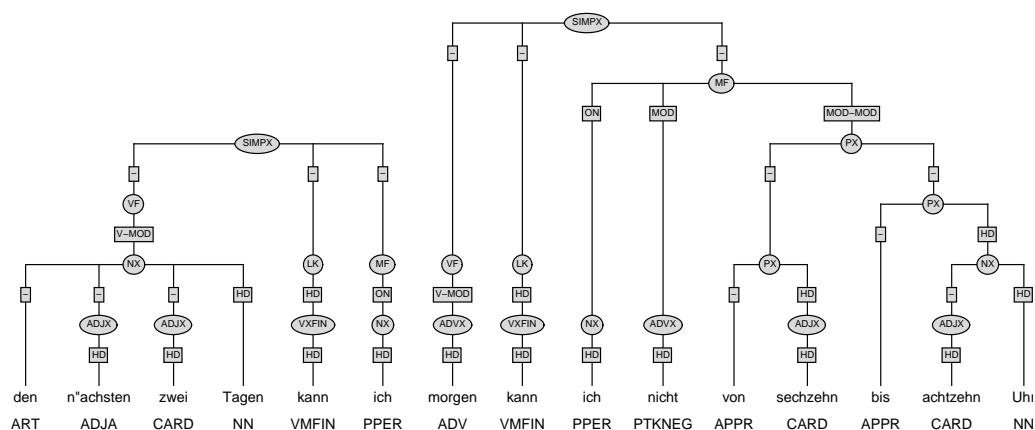 SIMPX
– – –
MF
ON MOD MOD–MOD
SIMPX PX
– – – – –
VF PX
V–MOD – HD
NX LK MF VF LK PX NX
– – – HD HD ON V–MOD HD – HD – HD
ADJX ADJX VXFIN NX ADVX VXFIN NX ADVX ADJX ADJX
HD HD HD HD HD HD HD HD HD HD
den n"achsten zwei Tagen kann ich morgen kann ich nicht von sechzehn bis achtzehn Uhr
ART ADJA CARD NN VMFIN PPER ADV VMFIN PPER PTKNEG APPR CARD APPR CARD NN